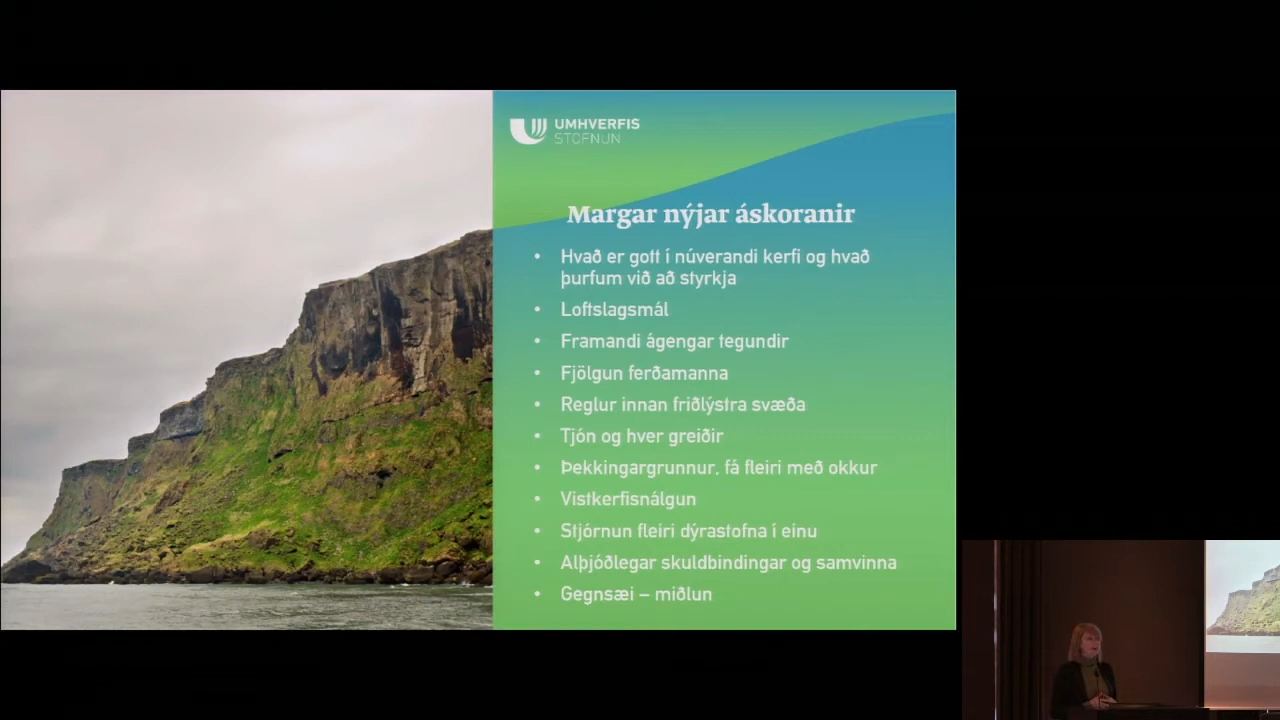 UMHVERFIS
STOFNUN
Margar nýjar áskoranir
• Hvað er gott í núverandi kerfi og hvað
þurfum við að styrkja
• Loftslagsmál
• Framandi ágengar tegundir
• Fjölgun ferðamanna
• Reglur innan friðlýstra svæða
• Tjón og hver greiðir
• Þekkingargrunnur, fá fleiri með okkur
• Vistkerfisnálgun
• Stjórnun fleiri dýrastofna í einu
• Alþjóðlegar skuldbindingar og samvinna
• Gegnsæi – miðlun